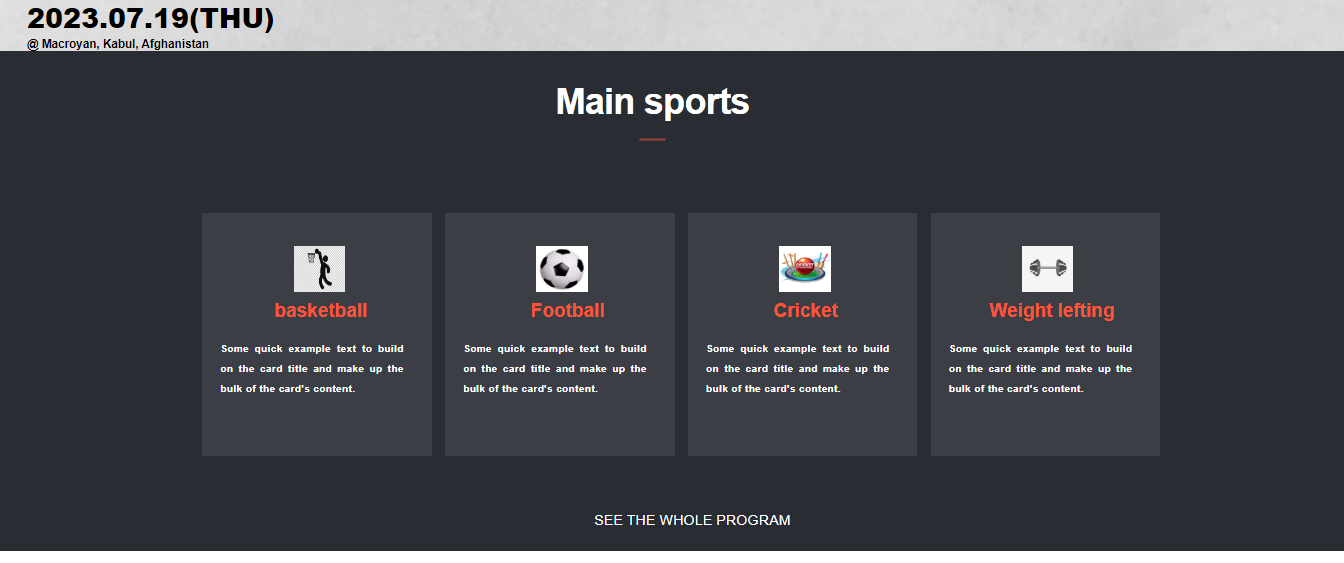 2023.07.19(THU)
@ Macroyan, Kabul, Afghanistan
Main sports
basketball
Some quick example text to build
on the card title and make up the
bulk of the card's content.
Football
Some quick example text to build
on the card title and make up the
bulk of the card's content.
Cricket
Some quick example text to build
on the card title and make up the
bulk of the card's content.
Weight lefting
Some quick example text to build
on the card title and make up the
bulk of the card's content.
SEE THE WHOLE PROGRAM